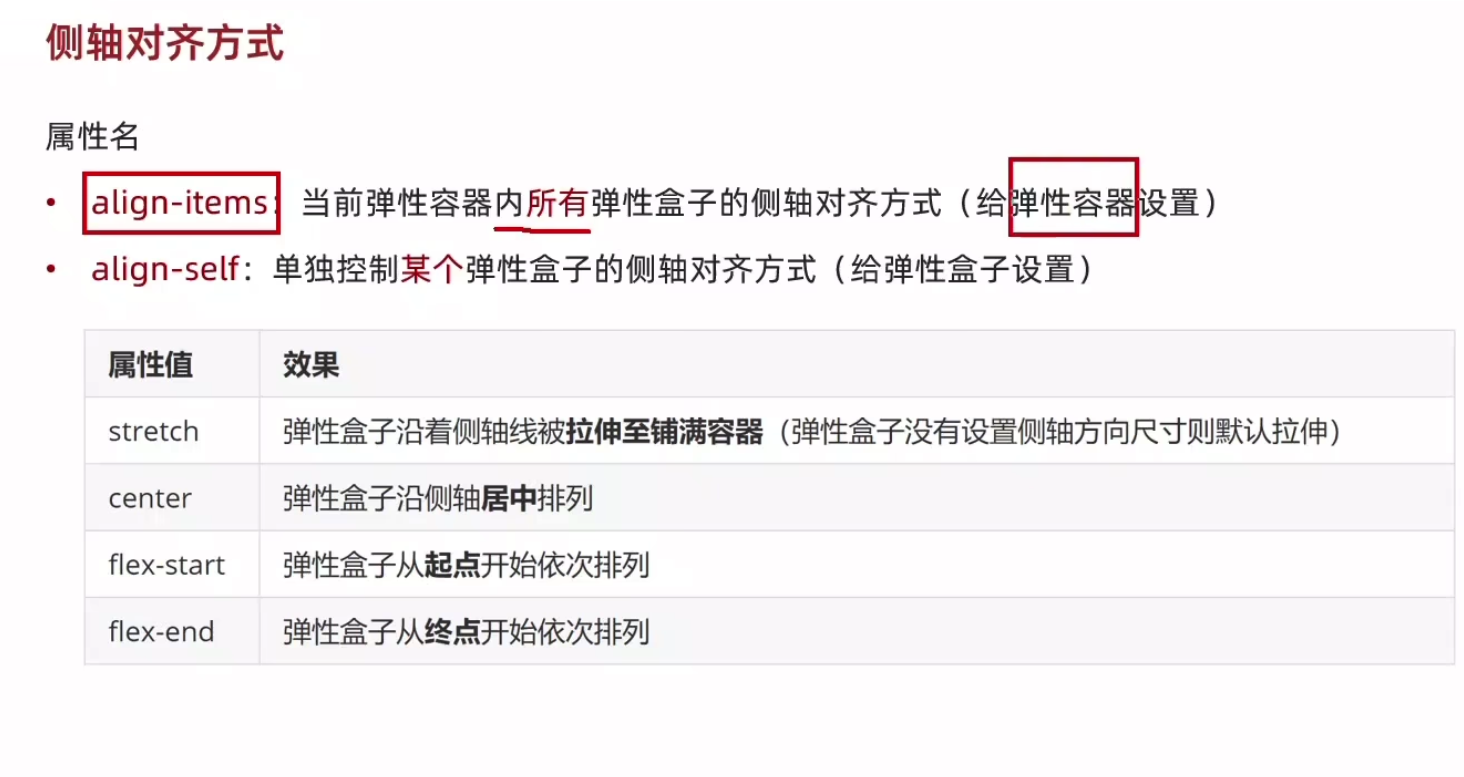 侧轴对齐方式
属性名
• align-items：当前弹性容器内所有弹性盒子的侧轴对齐方式（给弹性容器设置）
• align-self：单独控制某个弹性盒子的侧轴对齐方式（给弹性盒子设置）
属性值 效果
stretch 弹性盒子沿着侧轴线被拉伸至铺满容器（弹性盒子没有设置侧轴方向尺寸则默认拉伸）
center 弹性盒子沿侧轴居中排列
flex-start 弹性盒子从起点开始依次排列
flex-end 弹性盒子从终点开始依次排列